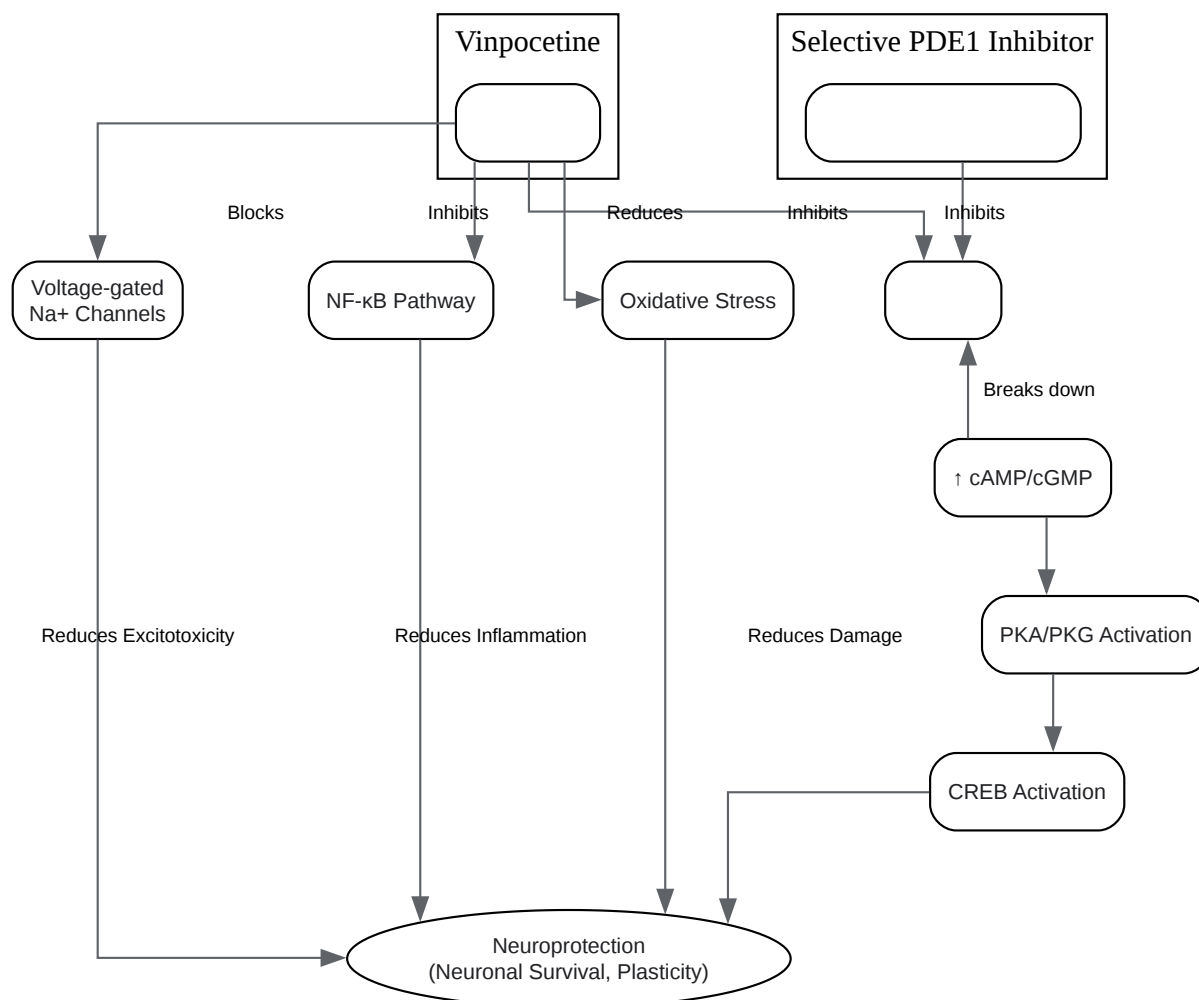 Vinpocetine
Selective PDE1 Inhibitor
Blocks
Inhibits
Reduces
Inhibits
Inhibits
Voltage-gated
Na+ Channels
NF-κB Pathway
Oxidative Stress
Breaks down
↑ cAMP/cGMP
Reduces Excitotoxicity
Reduces Inflammation
Reduces Damage
PKA/PKG Activation
CREB Activation
Neuroprotection
(Neuronal Survival, Plasticity)